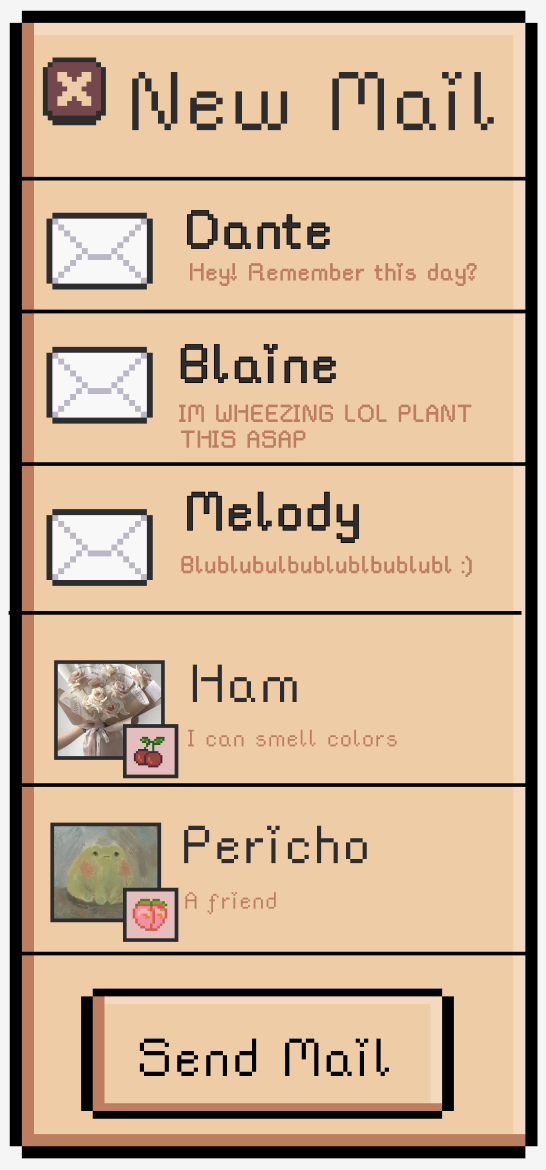 New Mail
Dante
Hey! Remember this day?
Blaine
IM WHEEZING LOL PLANT
THIS ASAP
Melody
Blublubulbublublbublubl :)
Ham
I can smell colors
Pericho
A friend
Send Mail